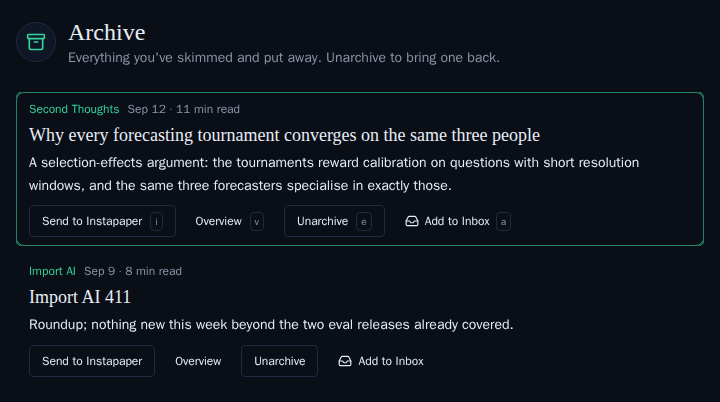 Archive
Everything you've skimmed and put away. Unarchive to bring one back.
Second Thoughts Sep 12 · 11 min read
Why every forecasting tournament converges on the same three people
A selection-effects argument: the tournaments reward calibration on questions with short resolution
windows, and the same three forecasters specialise in exactly those.
Send to Instapaper i Overview v Unarchive e Add to Inbox a
Import AI Sep 9 · 8 min read
Import AI 411
Roundup; nothing new this week beyond the two eval releases already covered.
Send to Instapaper Overview Unarchive Add to Inbox